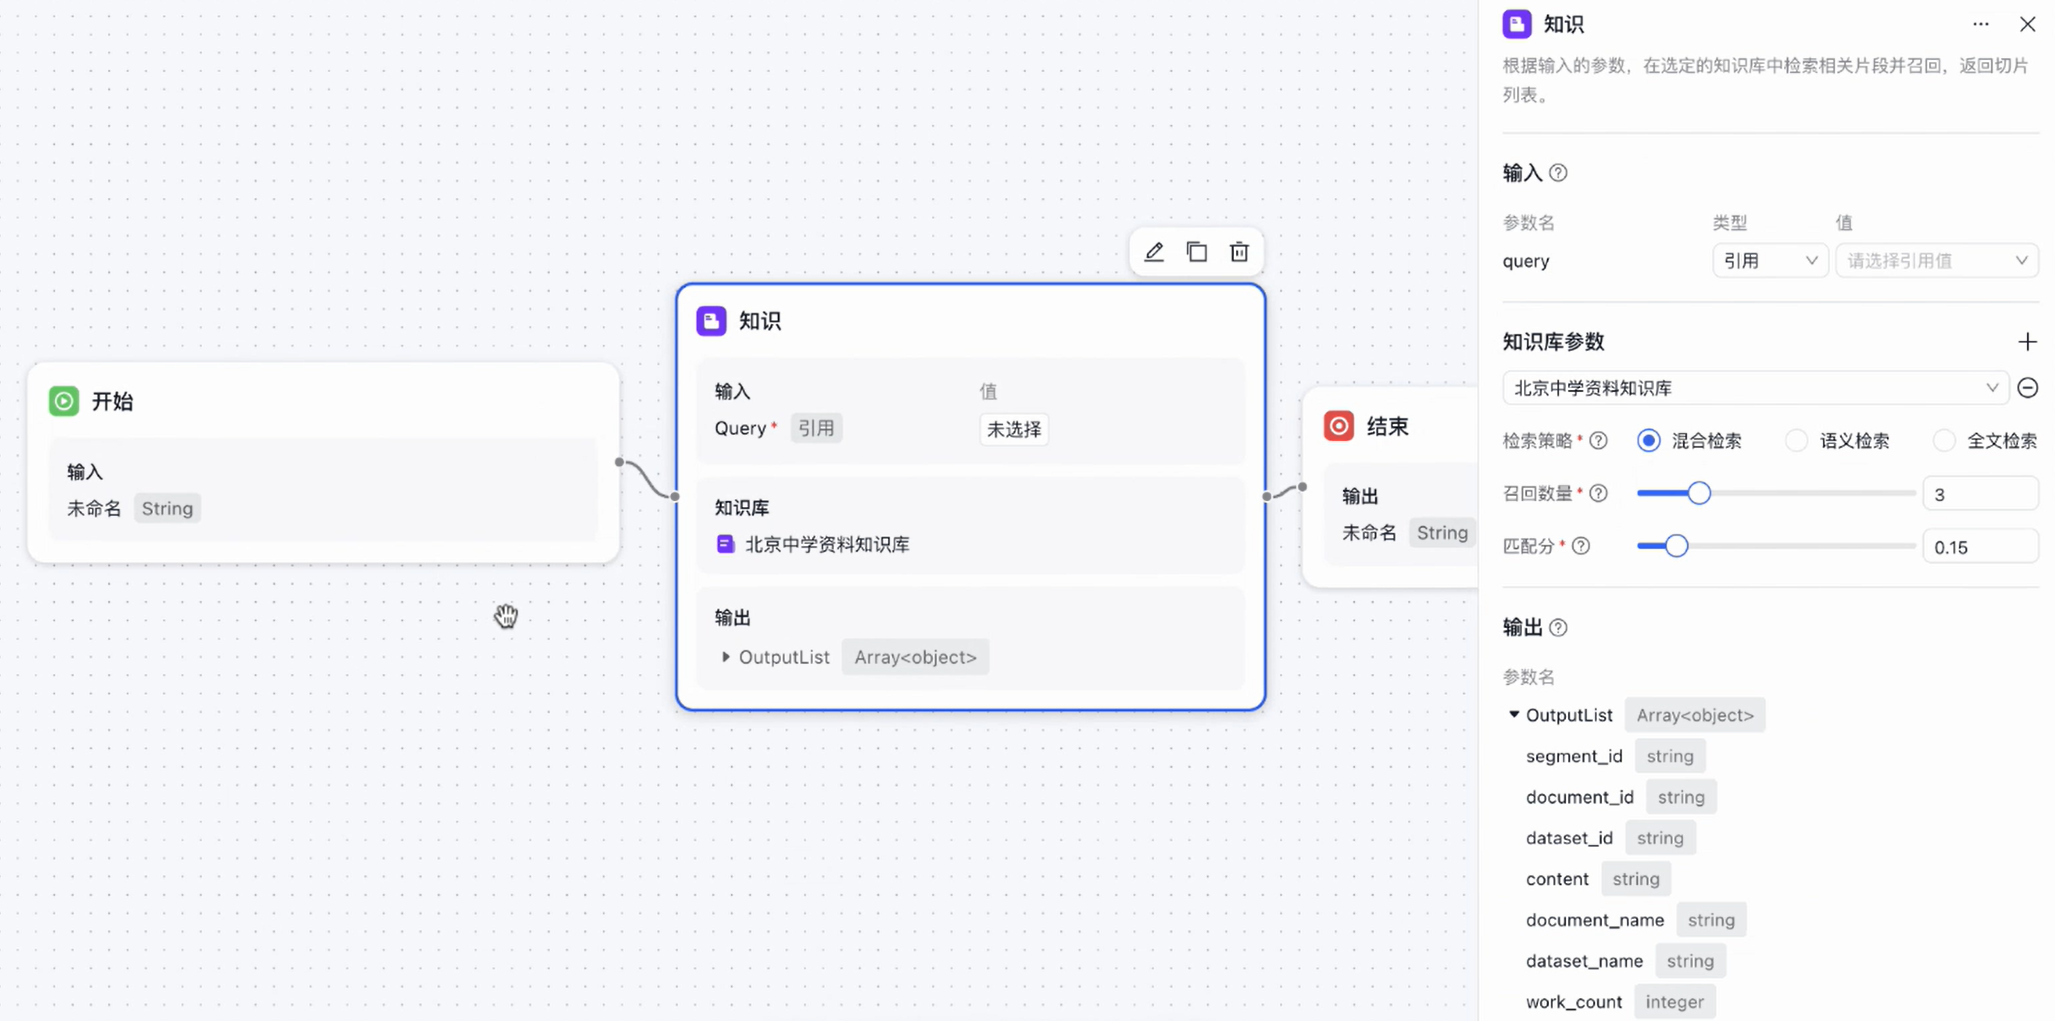 开始
输入
未命名 String
知识
输入 值
Query * 引用 未选择
知识库
北京中学资料知识库
输出
OutputList Array<object>
结束
输出
未命名 String
知识
根据输入的参数，在选定的知识库中检索相关片段并召回，返回切片
列表。
输入
参数名 类型 值
query 引用 请选择引用值
知识库参数
北京中学资料知识库
检索策略 * 混合检索 语义检索 全文检索
召回数量 * 3
匹配分 * 0.15
输出
参数名
OutputList Array<object>
segment_id string
document_id string
dataset_id string
content string
document_name string
dataset_name string
work_count integer